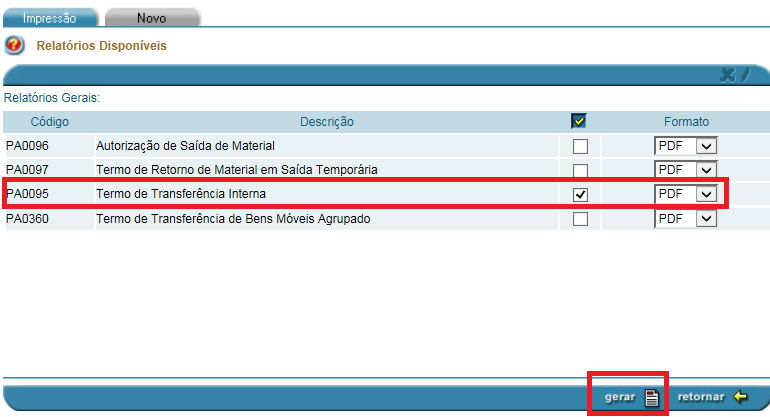 Impressão Novo
Relatórios Disponíveis
Relatórios Gerais:
Código Descrição Formato
PA0096 Autorização de Saída de Material PDF
PA0097 Termo de Retorno de Material em Saída Temporária PDF
PA0095 Termo de Transferência Interna PDF
PA0360 Termo de Transferência de Bens Móveis Agrupado PDF
gerar retornar